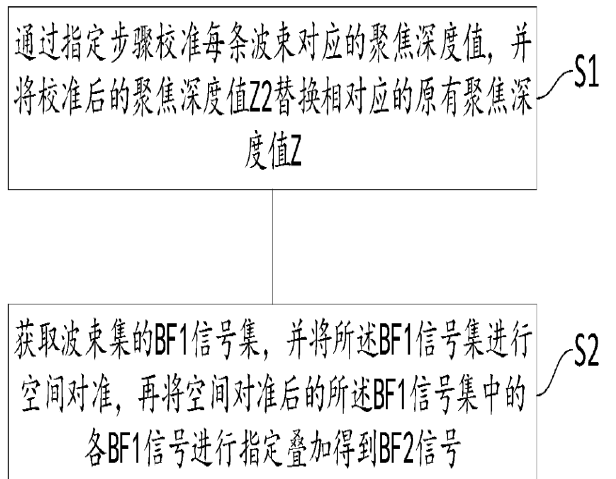 通过指定步骤校准每条波束对应的聚焦深度值，并
将校准后的聚焦深度值Z2替换相对应的原有聚焦深
度值Z
S1
获取波束集的BF1信号集，并将所述BF1信号集进行
空间对准，再将空间对准后的所述BF1信号集中的
各BF1信号进行指定叠加得到BF2信号
S2